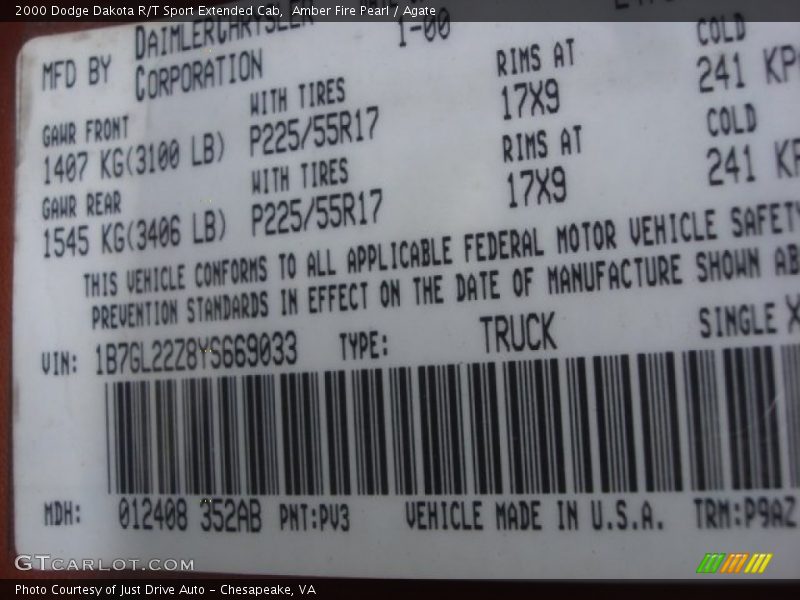 2000 Dodge Dakota R/T Sport Extended Cab, Amber Fire Pearl / Agate
MFD BY DAIMLERCHRYSLER 1-00
CORPORATION
GAWR FRONT WITH TIRES RIMS AT COLD
1407 KG(3100 LB) P225/55R17 17X9 241 KP
GAWR REAR WITH TIRES RIMS AT COLD
1545 KG(3406 LB) P225/55R17 17X9 241 KP
THIS VEHICLE CONFORMS TO ALL APPLICABLE FEDERAL MOTOR VEHICLE SAFETY
PREVENTION STANDARDS IN EFFECT ON THE DATE OF MANUFACTURE SHOWN AB
VIN: 1B7GL22Z8YS669033 TYPE: TRUCK SINGLE X
MDH: 012408 352AB PNT:PV3 VEHICLE MADE IN U.S.A. TRM:P9AZ
GTCARLOT.COM
Photo Courtesy of Just Drive Auto - Chesapeake, VA